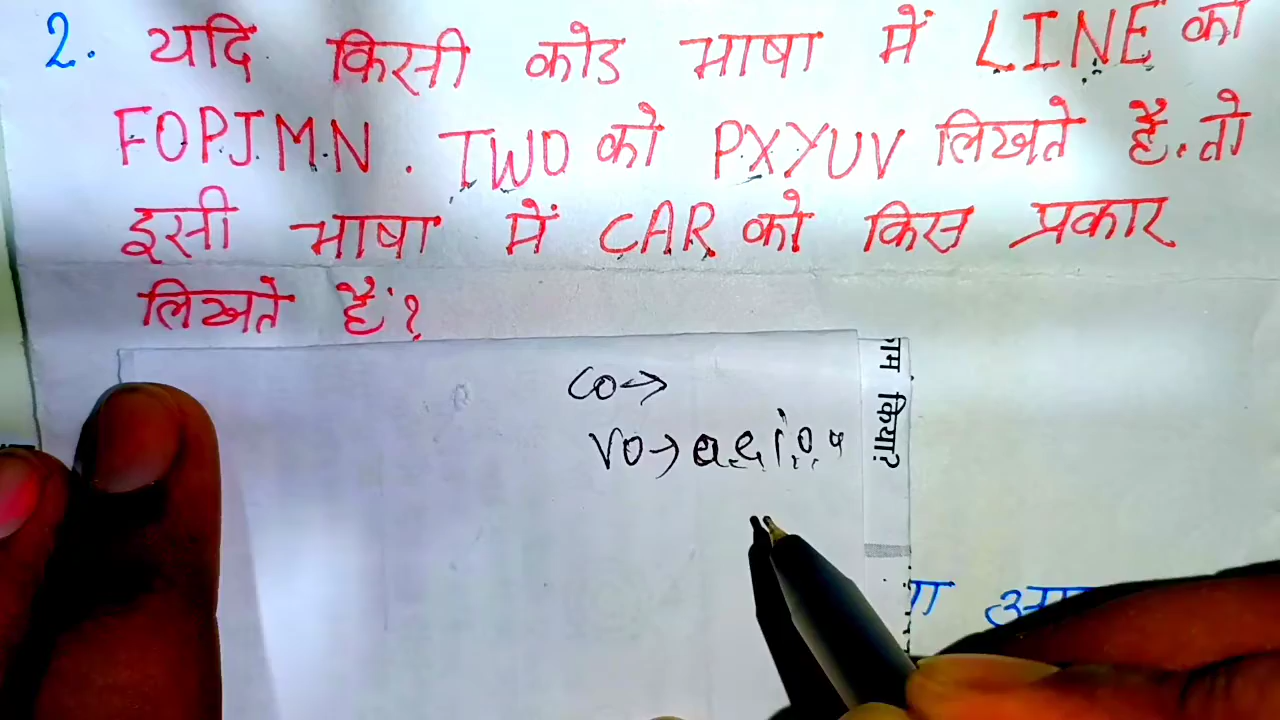 2. यदि किसी कोड भाषा में LINE को
FOPJMN. TWO को PXYUV लिखते है. तो
इसी भाषा में CAR को किस प्रकार
लिखते हैं?
किया?
CO→
VO→ a e i o u